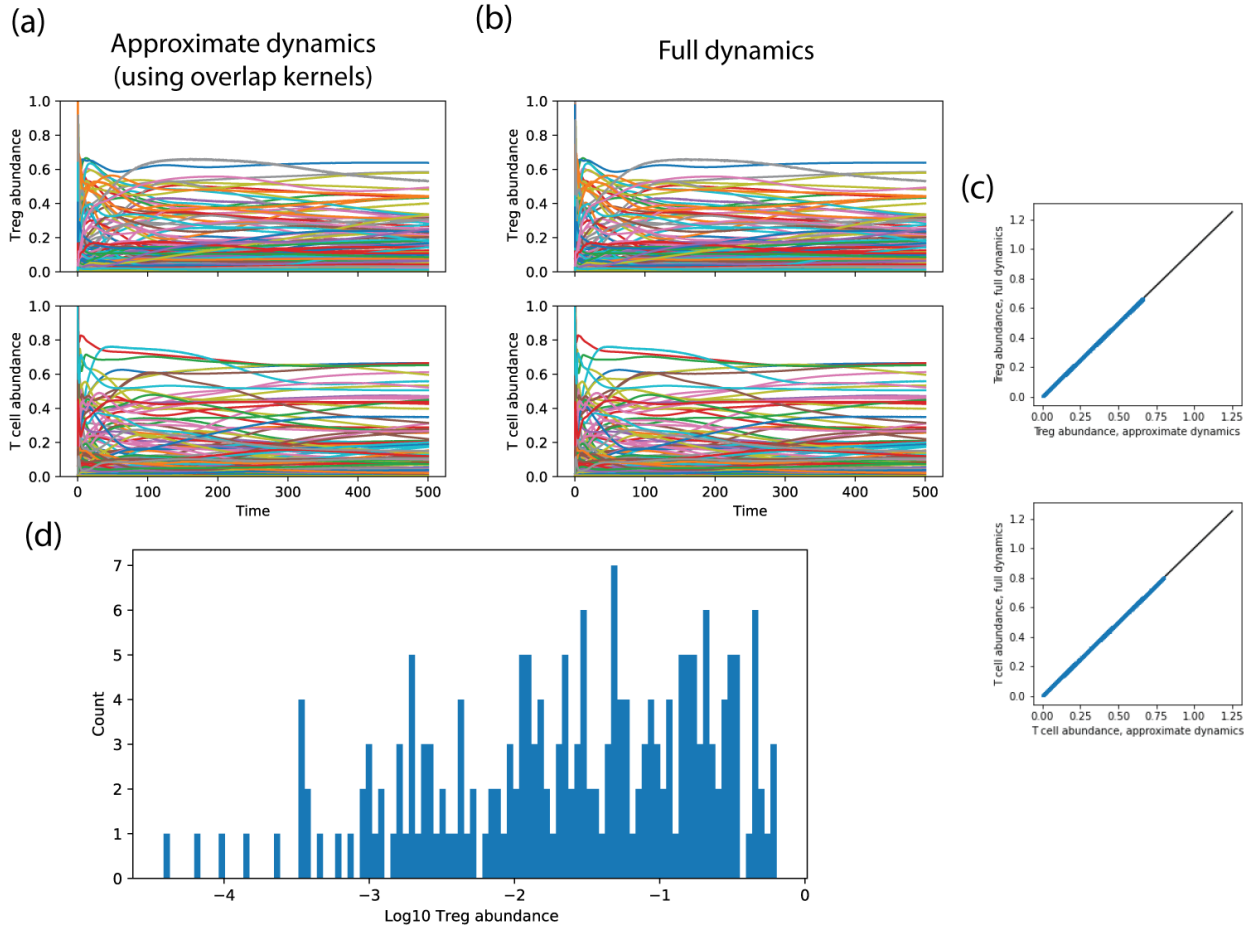 (a)
Approximate dynamics
(using overlap kernels)
(b)
Full dynamics
1.0
0.8
0.6
0.4
0.2
0.0
Treg abundance
1.0
0.8
0.6
0.4
0.2
0.0
Treg abundance
1.0
0.8
0.6
0.4
0.2
0.0
T cell abundance
0 100 200 300 400 500
Time
1.0
0.8
0.6
0.4
0.2
0.0
T cell abundance
0 100 200 300 400 500
Time
(c)
1.2
1.0
0.8
0.6
0.4
0.2
0.0
Treg abundance, full dynamics
0.00 0.25 0.50 0.75 1.00 1.25
Treg abundance, approximate dynamics
1.2
1.0
0.8
0.6
0.4
0.2
0.0
T cell abundance, full dynamics
0.00 0.25 0.50 0.75 1.00 1.25
T cell abundance, approximate dynamics
(d)
7
6
5
4
3
2
1
0
Count
−4 −3 −2 −1 0
Log10 Treg abundance